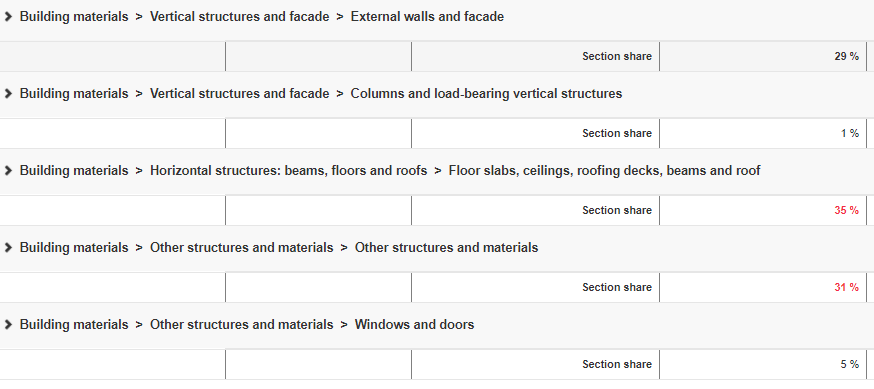 Building materials > Vertical structures and facade > External walls and facade
Section share 29 %
Building materials > Vertical structures and facade > Columns and load-bearing vertical structures
Section share 1 %
Building materials > Horizontal structures: beams, floors and roofs > Floor slabs, ceilings, roofing decks, beams and roof
Section share 35 %
Building materials > Other structures and materials > Other structures and materials
Section share 31 %
Building materials > Other structures and materials > Windows and doors
Section share 5 %